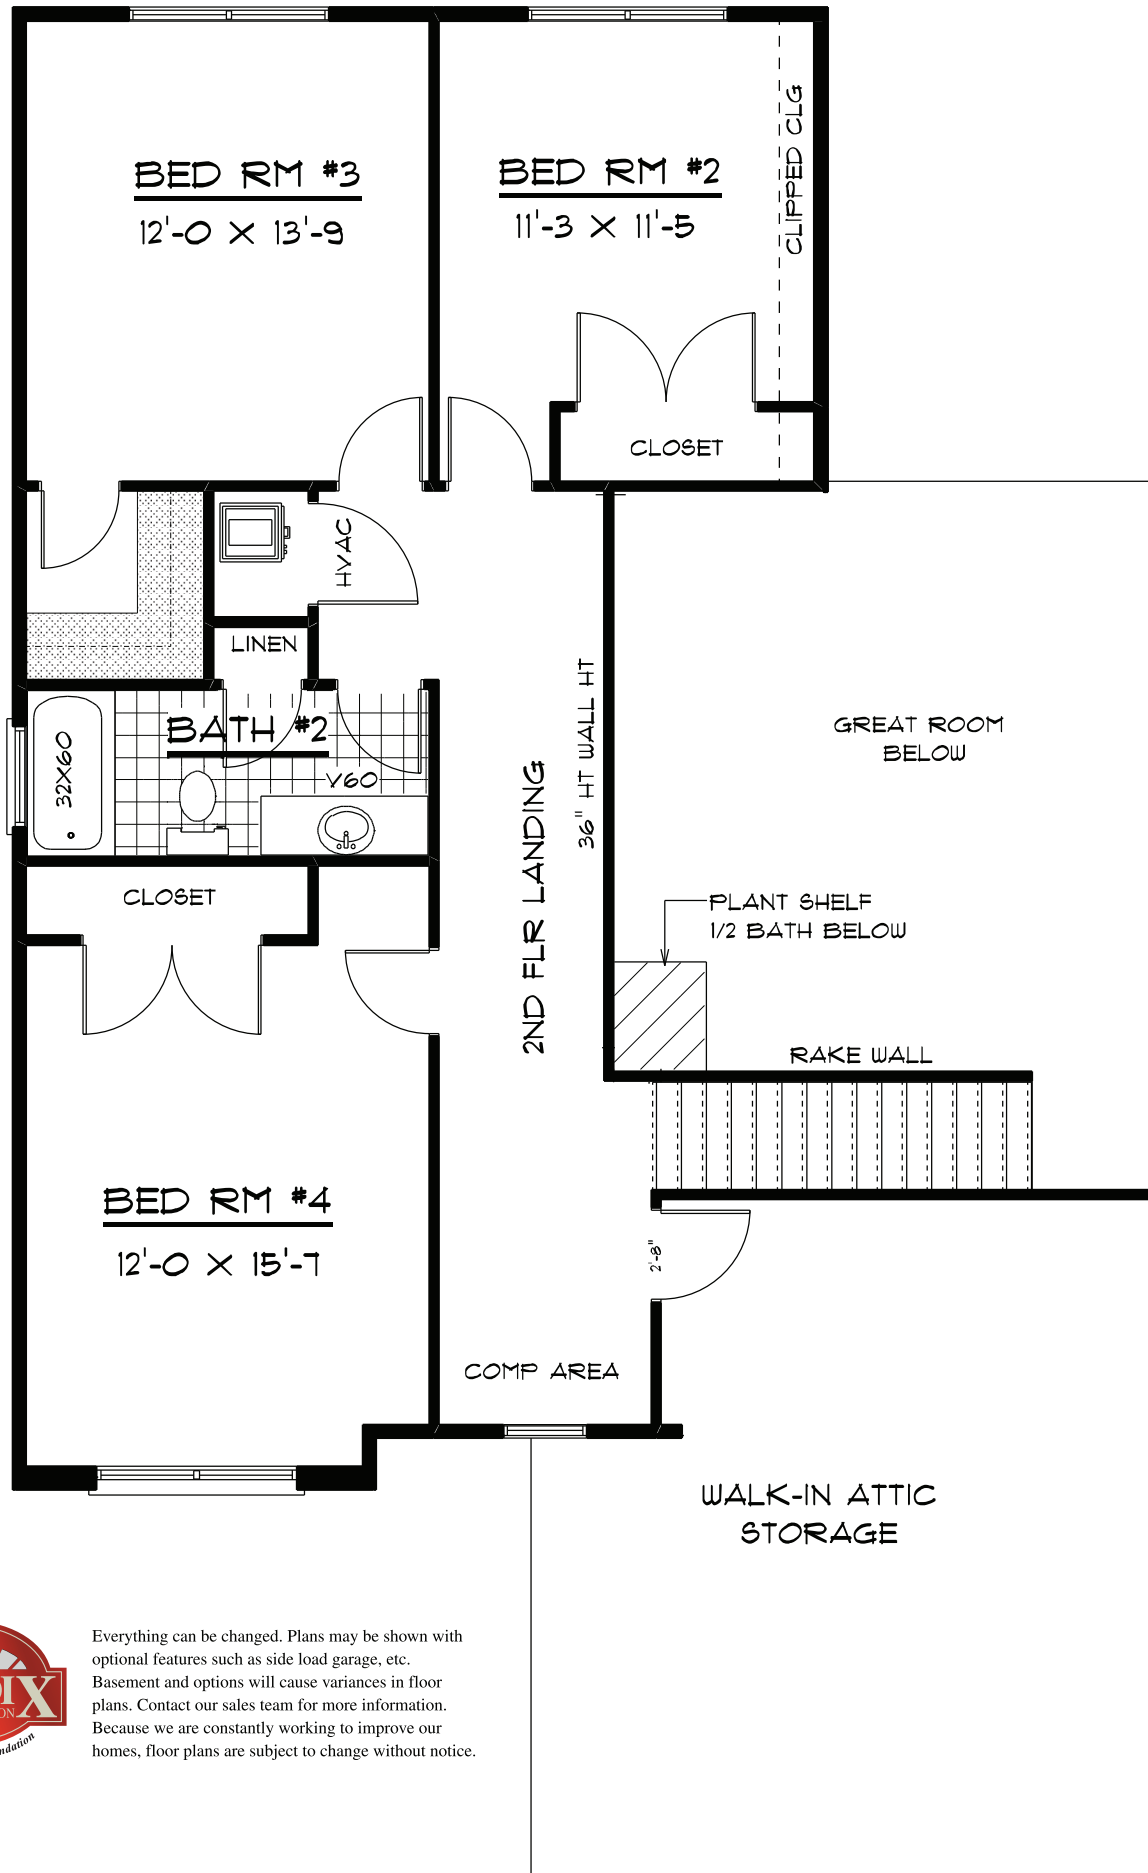 BED RM #3
12'-0 X 13'-9
BED RM #2
11'-3 X 11'-5
CLIPPED CLG
CLOSET
HVAC
LINEN
BATH #2
32X60
V60
36" HT WALL HT
GREAT ROOM
BELOW
2ND FLR LANDING
CLOSET
PLANT SHELF
1/2 BATH BELOW
RAKE WALL
BED RM #4
12'-0 X 15'-7
2'-8"
COMP AREA
WALK-IN ATTIC
STORAGE
Everything can be changed. Plans may be shown with
optional features such as side load garage, etc.
Basement and options will cause variances in floor
plans. Contact our sales team for more information.
Because we are constantly working to improve our
homes, floor plans are subject to change without notice.